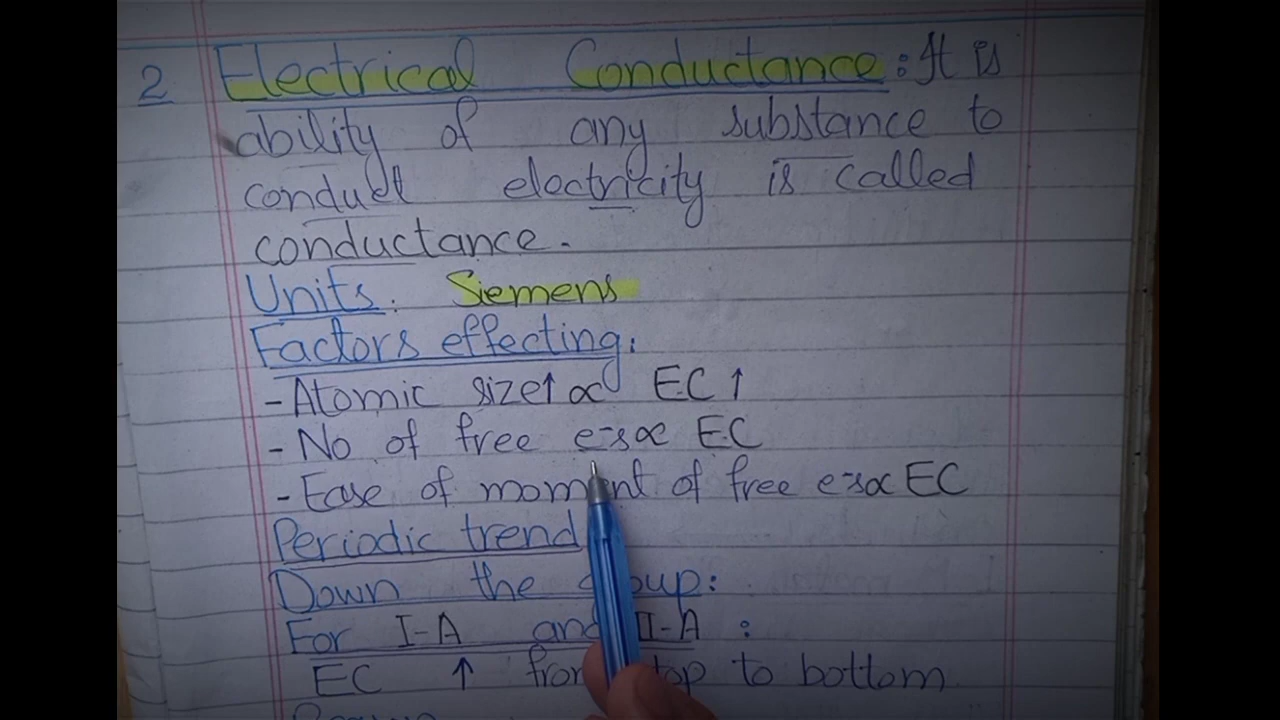 2 Electrical Conductance: It is
ability of any substance to
conduct electricity is called
conductance.
Units: Siemens
Factors effecting:
- Atomic size↑ ∝ EC ↑
- No of free e-s ∝ EC
- Ease of moment of free e-s ∝ EC
Periodic trend
Down the group:
For I-A and II-A :
EC ↑ from top to bottom